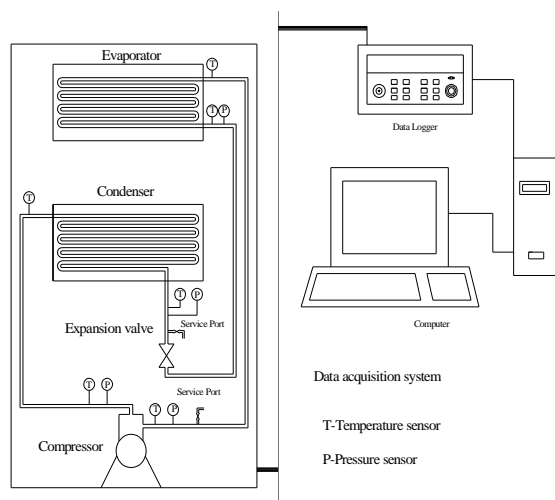 Evaporator
T
T P
Condenser
T
T P
Expansion valve
Service Port
Service Port
T P
T P
Compressor
Data Logger
Computer
Data acquisition system
T-Temperature sensor
P-Pressure sensor